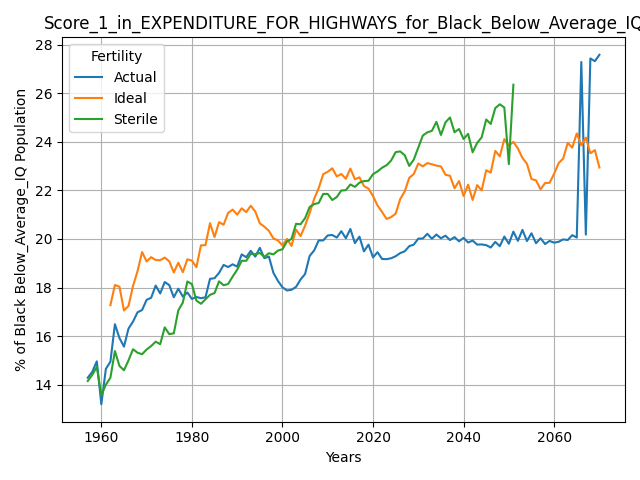 Score_1_in_EXPENDITURE_FOR_HIGHWAYS_for_Black_Below_Average_IQ
Fertility
Actual
Ideal
Sterile
% of Black Below_Average_IQ Population
28
26
24
22
20
18
16
14
1960 1980 2000 2020 2040 2060
Years